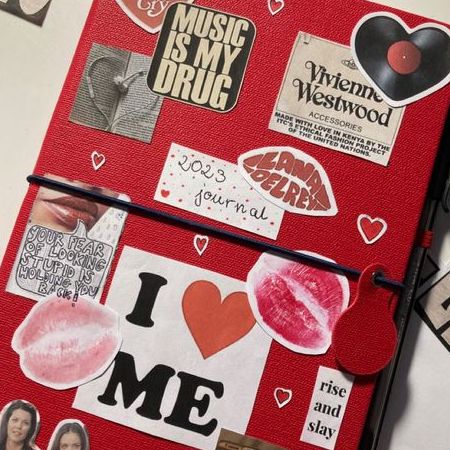 Cry
MUSIC
IS MY
DRUG
Vivienne
Westwood
ACCESSORIES
MADE WITH LOVE IN KENYA BY THE
ITC'S ETHICAL FASHION PROJECT
OF THE UNITED NATIONS.
2023
journal
LANA
DEL REY
YOUR FEAR
OF LOOKING
STUPID IS
HOLDING YOU
BACK!
I
ME
rise
and
slay